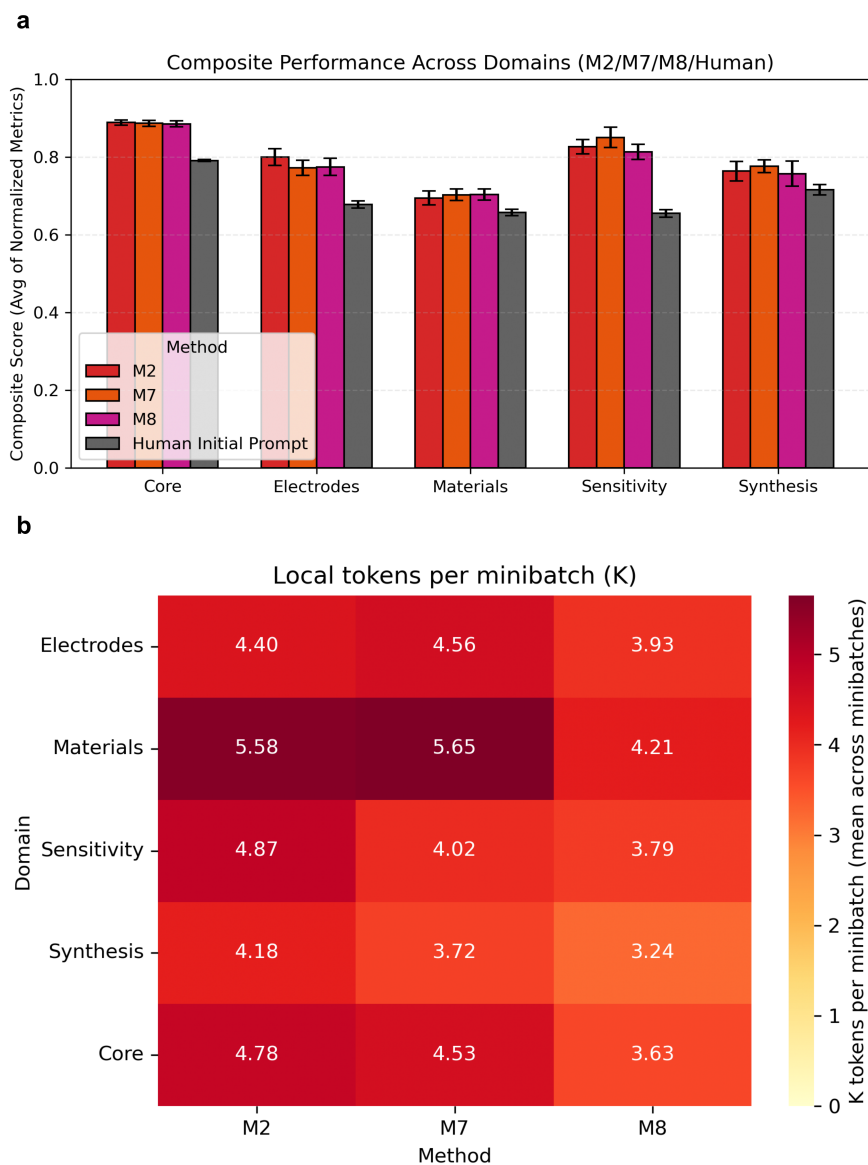 a
Composite Performance Across Domains (M2/M7/M8/Human)
Composite Score (Avg of Normalized Metrics)
1.0
0.8
0.6
0.4
0.2
0.0
Method
M2
M7
M8
Human Initial Prompt
Core Electrodes Materials Sensitivity Synthesis
b
Local tokens per minibatch (K)
Domain
Electrodes 4.40 4.56 3.93
Materials 5.58 5.65 4.21
Sensitivity 4.87 4.02 3.79
Synthesis 4.18 3.72 3.24
Core 4.78 4.53 3.63
M2 M7 M8
Method
5
4
3
2
1
0
K tokens per minibatch (mean across minibatches)